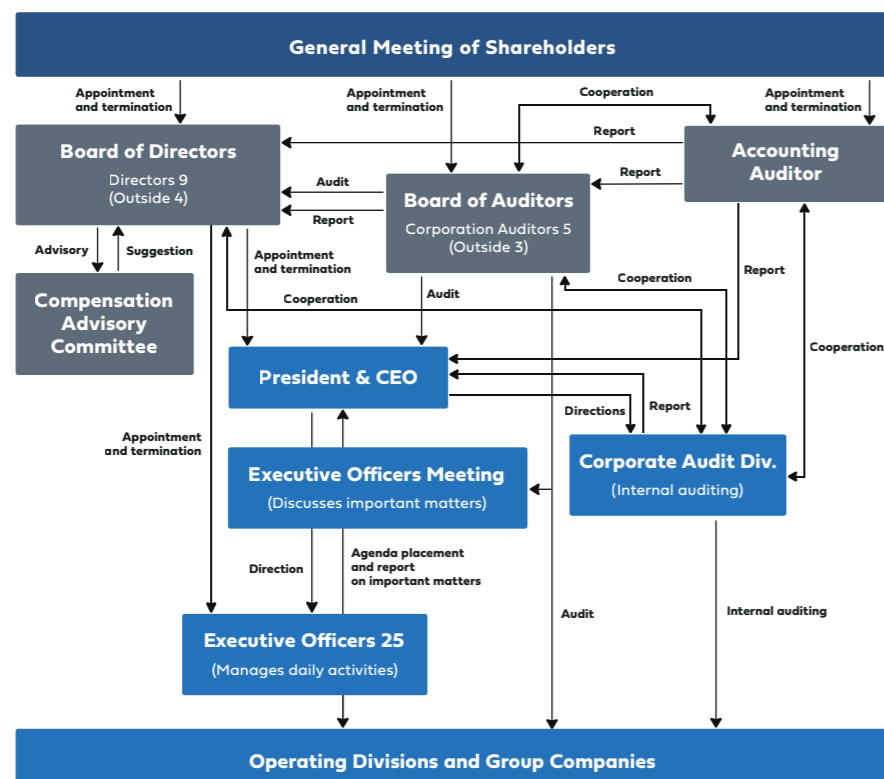 General Meeting of Shareholders
Appointment
and termination
Appointment
and termination
Cooperation
Appointment
and termination
Board of Directors
Directors 9
(Outside 4)
Report
Accounting
Auditor
Audit
Report
Report
Board of Auditors
Corporation Auditors 5
(Outside 3)
Advisory
Suggestion
Appointment
and termination
Cooperation
Audit
Cooperation
Report
Compensation
Advisory
Committee
Cooperation
President & CEO
Directions
Report
Appointment
and termination
Executive Officers Meeting
(Discusses important matters)
Corporate Audit Div.
(Internal auditing)
Direction
Agenda placement
and report
on important matters
Audit
Internal auditing
Executive Officers 25
(Manages daily activities)
Operating Divisions and Group Companies